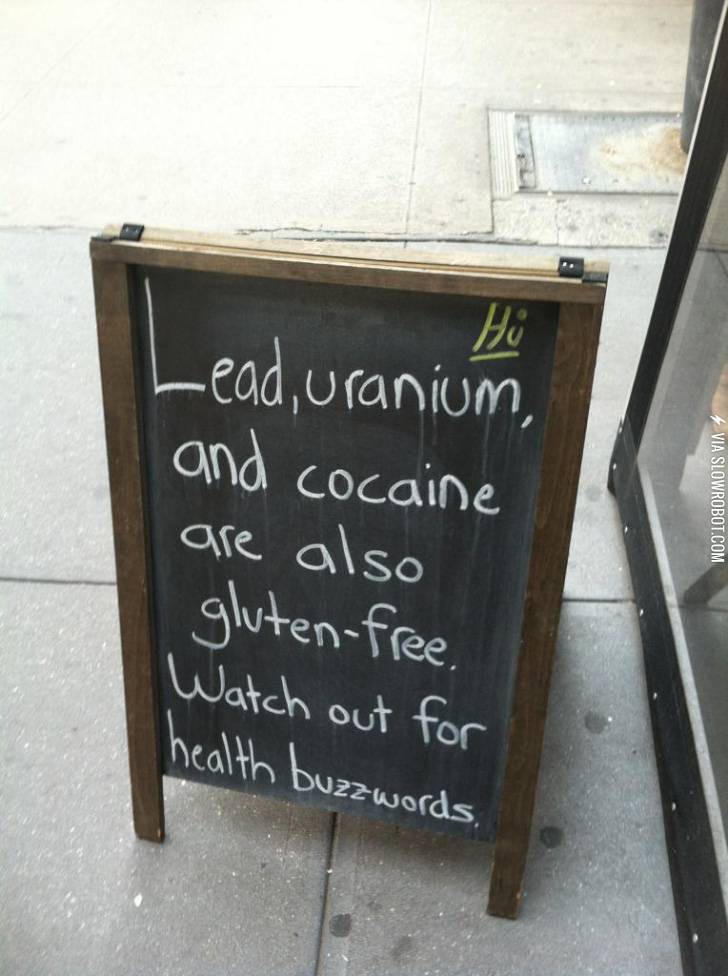 Hi
Lead, uranium,
and cocaine
are also
gluten-free.
Watch out for
health buzzwords.
VIA SLOWROBOT.COM